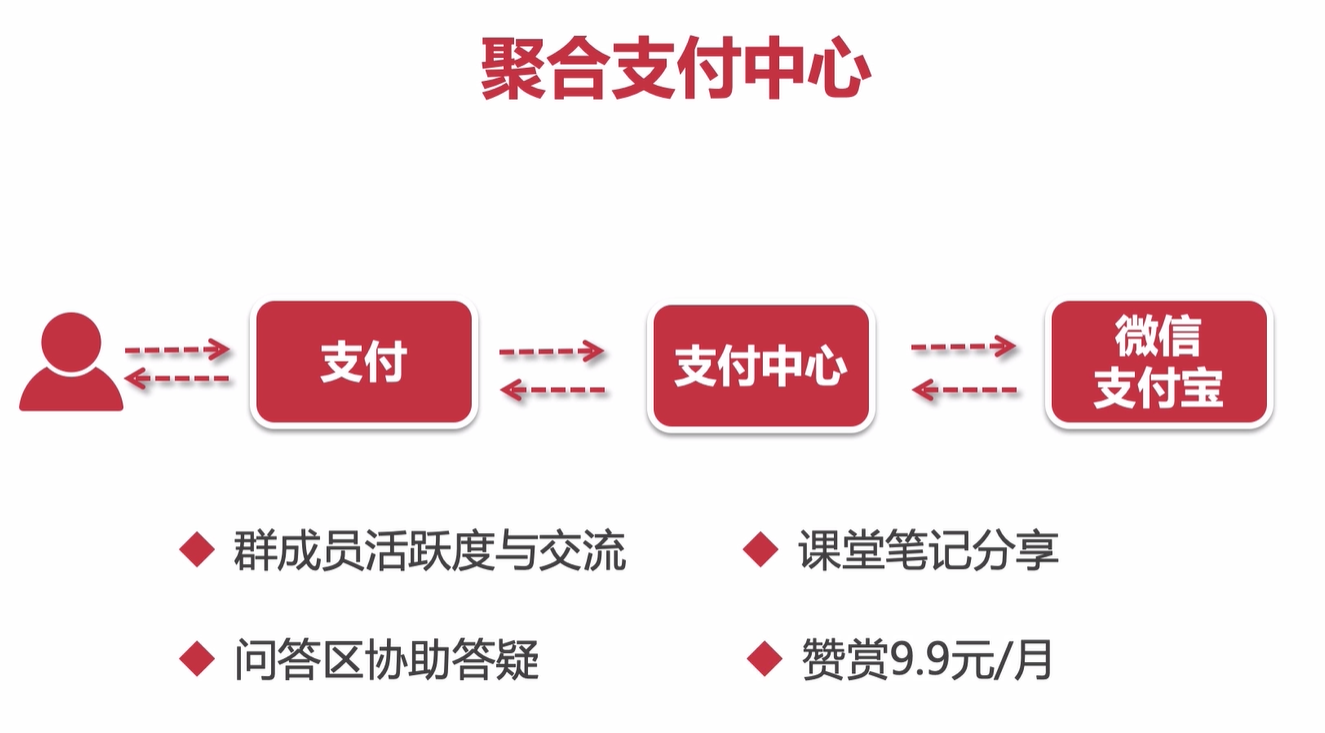 聚合支付中心
支付
支付中心
微信
支付宝
群成员活跃度与交流
课堂笔记分享
问答区协助答疑
赞赏9.9元/月